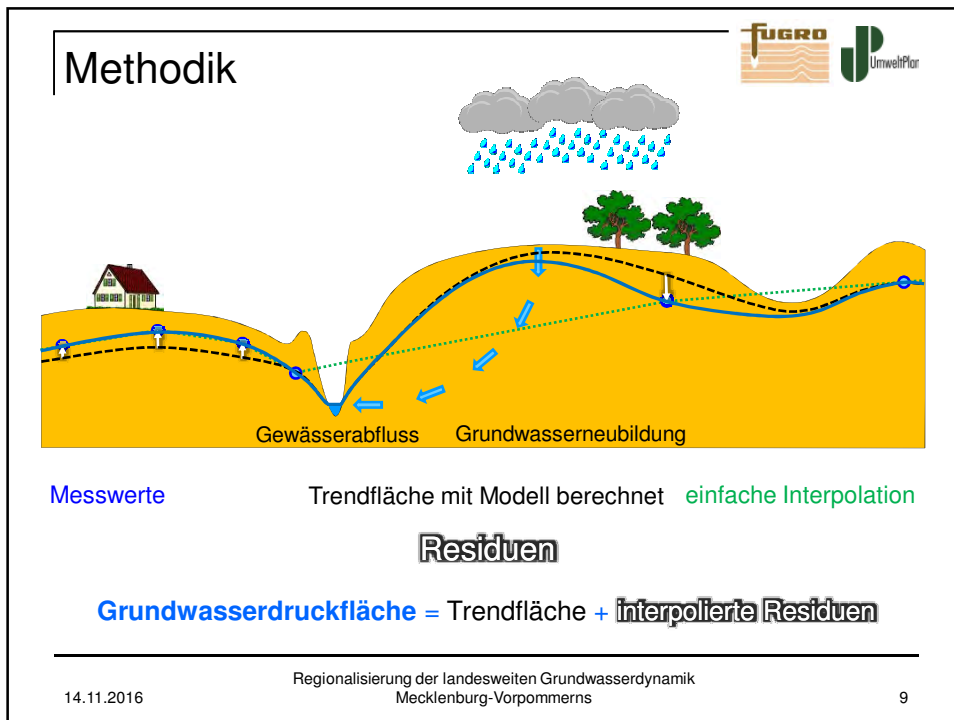 Methodik
FUGRO
UmweltPlan
Gewässerabfluss Grundwasserneubildung
Messwerte Trendfläche mit Modell berechnet einfache Interpolation
Residuen
Grundwasserdruckfläche = Trendfläche + interpolierte Residuen
Regionalisierung der landesweiten Grundwasserdynamik
14.11.2016 Mecklenburg-Vorpommerns 9